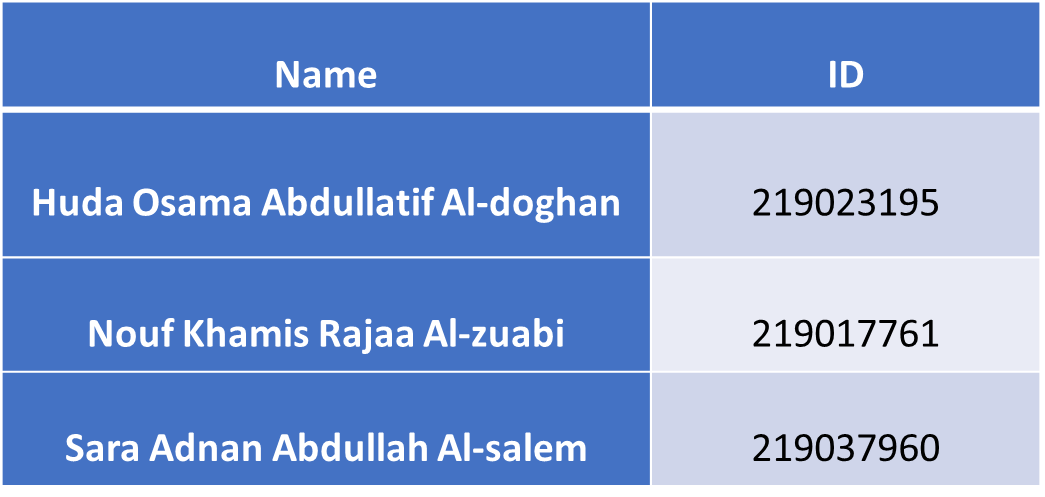 Name ID
Huda Osama Abdullatif Al-doghan 219023195
Nouf Khamis Rajaa Al-zuabi 219017761
Sara Adnan Abdullah Al-salem 219037960